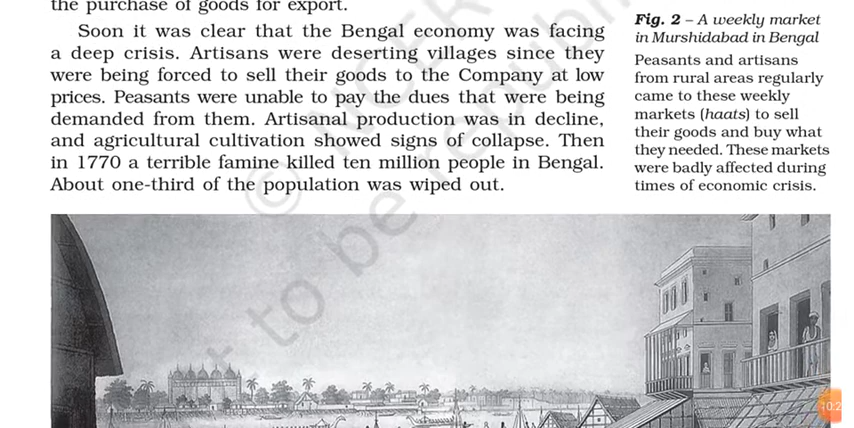 the purchase of goods for export.
Soon it was clear that the Bengal economy was facing
a deep crisis. Artisans were deserting villages since they
were being forced to sell their goods to the Company at low
prices. Peasants were unable to pay the dues that were being
demanded from them. Artisanal production was in decline,
and agricultural cultivation showed signs of collapse. Then
in 1770 a terrible famine killed ten million people in Bengal.
About one-third of the population was wiped out.
Fig. 2 – A weekly market
in Murshidabad in Bengal
Peasants and artisans
from rural areas regularly
came to these weekly
markets (haats) to sell
their goods and buy what
they needed. These markets
were badly affected during
times of economic crisis.
© NCER
t to be republi
10:2